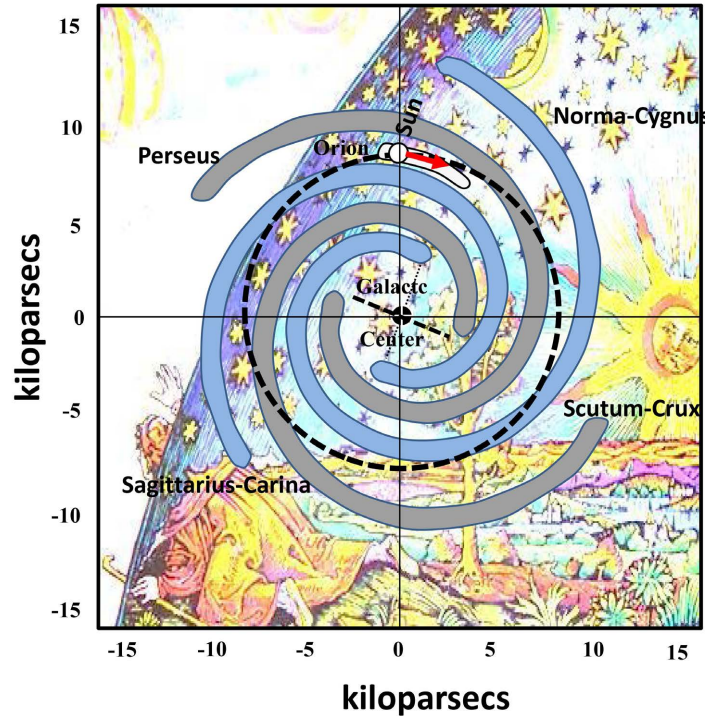 15
10
5
0
-5
-10
-15
kiloparsecs
Sun
Norma-Cygnus
Orion
Perseus
Galactc
Center
Scutum-Crux
Sagittarius-Carina
-15
-10
-5
0
5
10
15
kiloparsecs